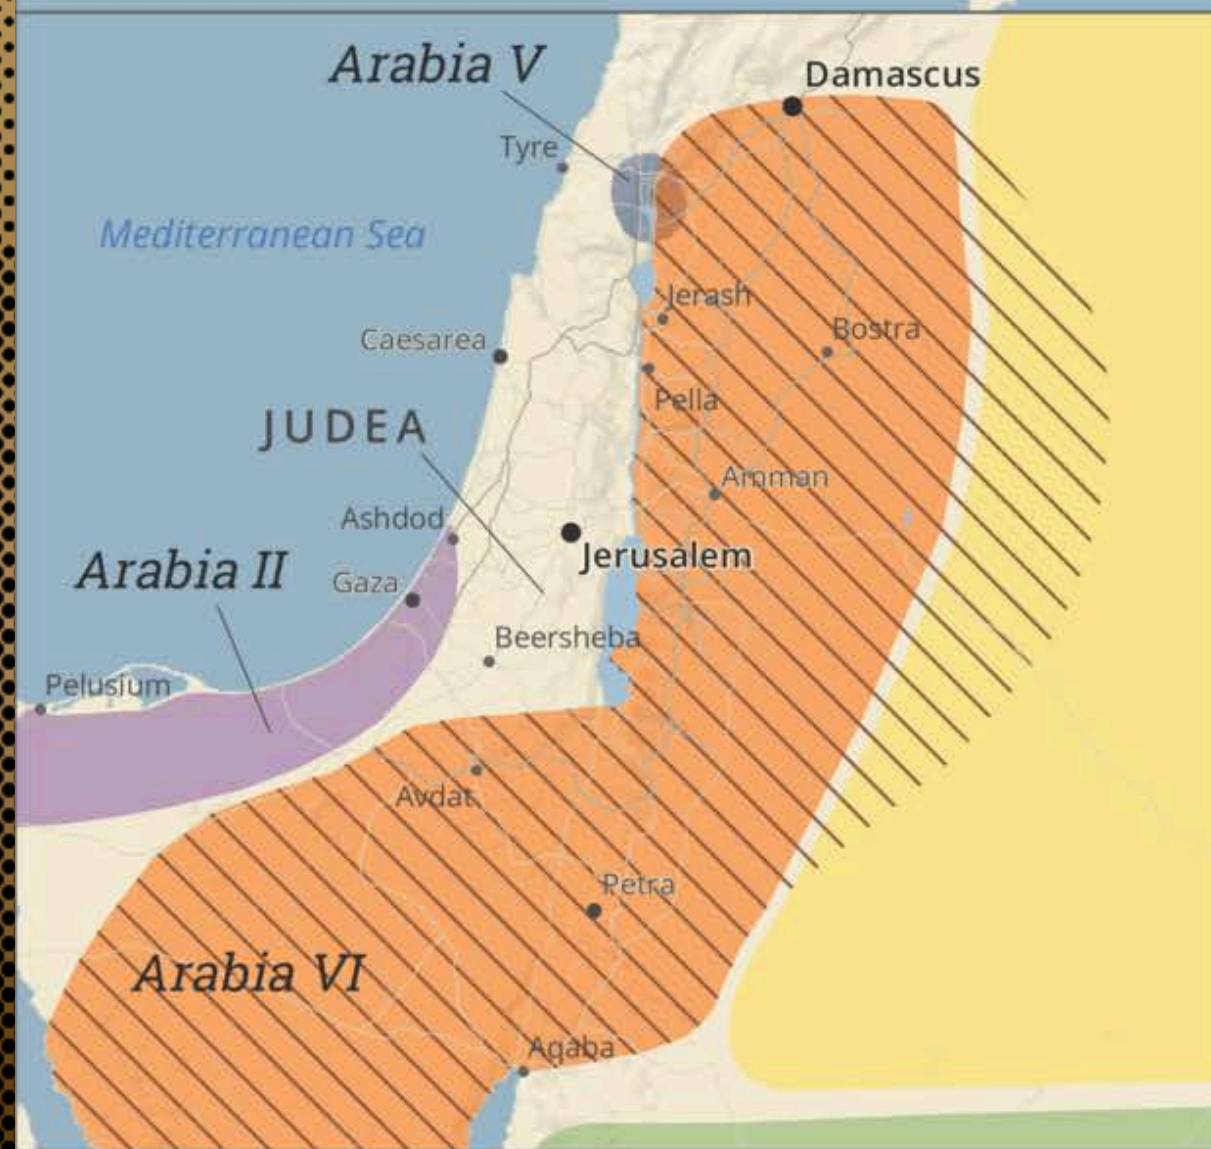 Arabia V
Damascus
Tyre
Mediterranean Sea
Jerash
Bostra
Caesarea
Pella
JUDEA
Amman
Ashdod
Jerusalem
Arabia II
Gaza
Beersheba
Pelusium
Avdat
Petra
Arabia VI
Aqaba